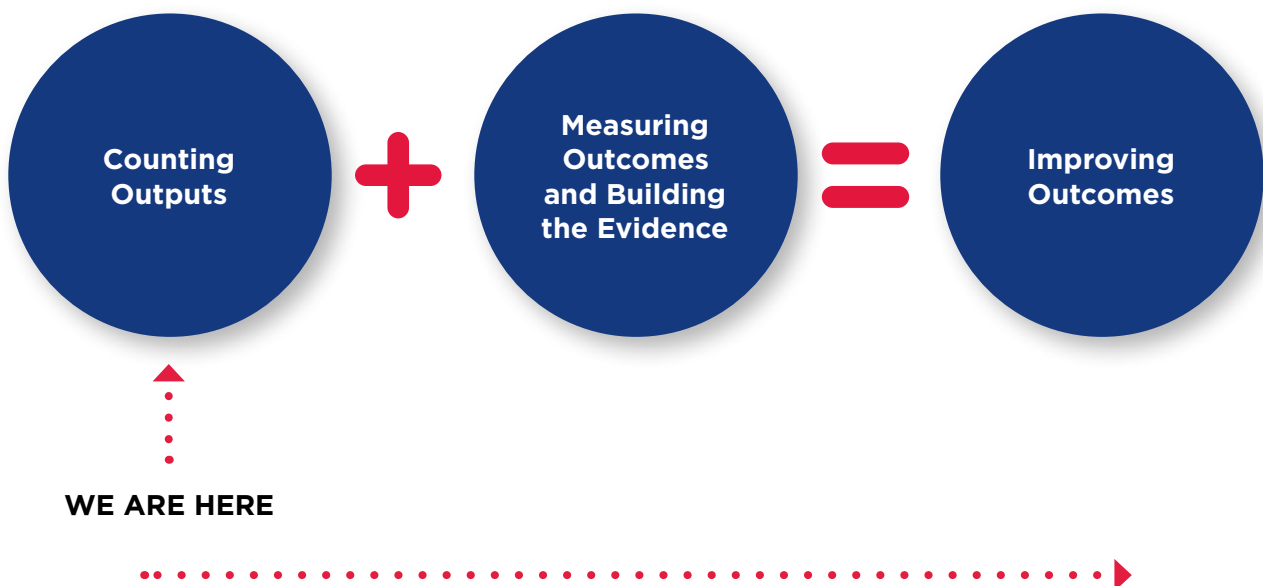 Counting
Outputs
Measuring
Outcomes
and Building
the Evidence
Improving
Outcomes
WE ARE HERE